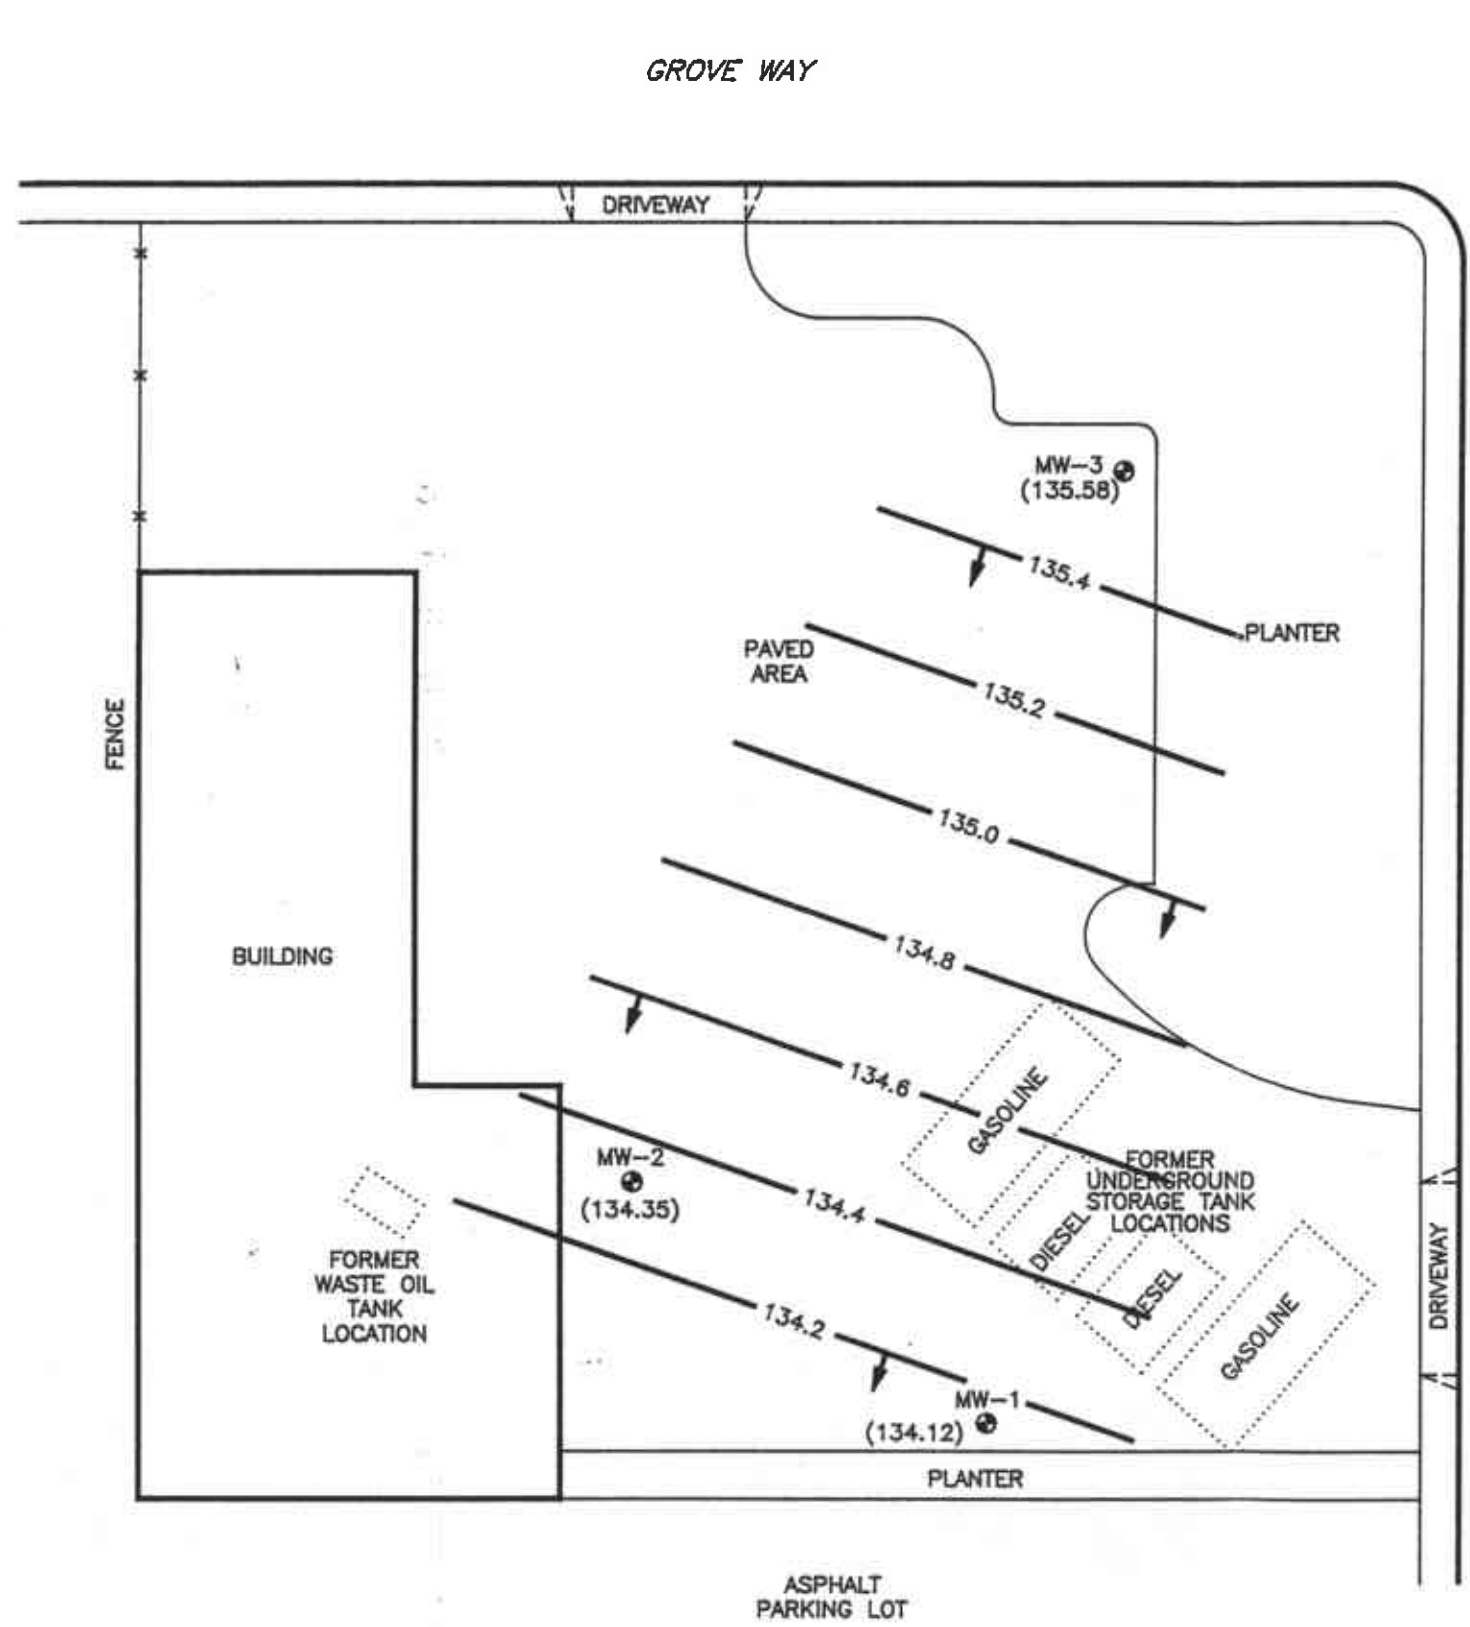 GROVE WAY
DRIVEWAY
MW-3
(135.58)
135.4
PLANTER
PAVED
AREA
135.2
FENCE
135.0
BUILDING
134.8
134.6
GASOLINE
FORMER
UNDERGROUND
STORAGE TANK
LOCATIONS
MW-2
(134.35)
134.4
DIESEL
DIESEL
GASOLINE
DRIVEWAY
FORMER
WASTE OIL
TANK
LOCATION
134.2
MW-1
(134.12)
PLANTER
ASPHALT
PARKING LOT